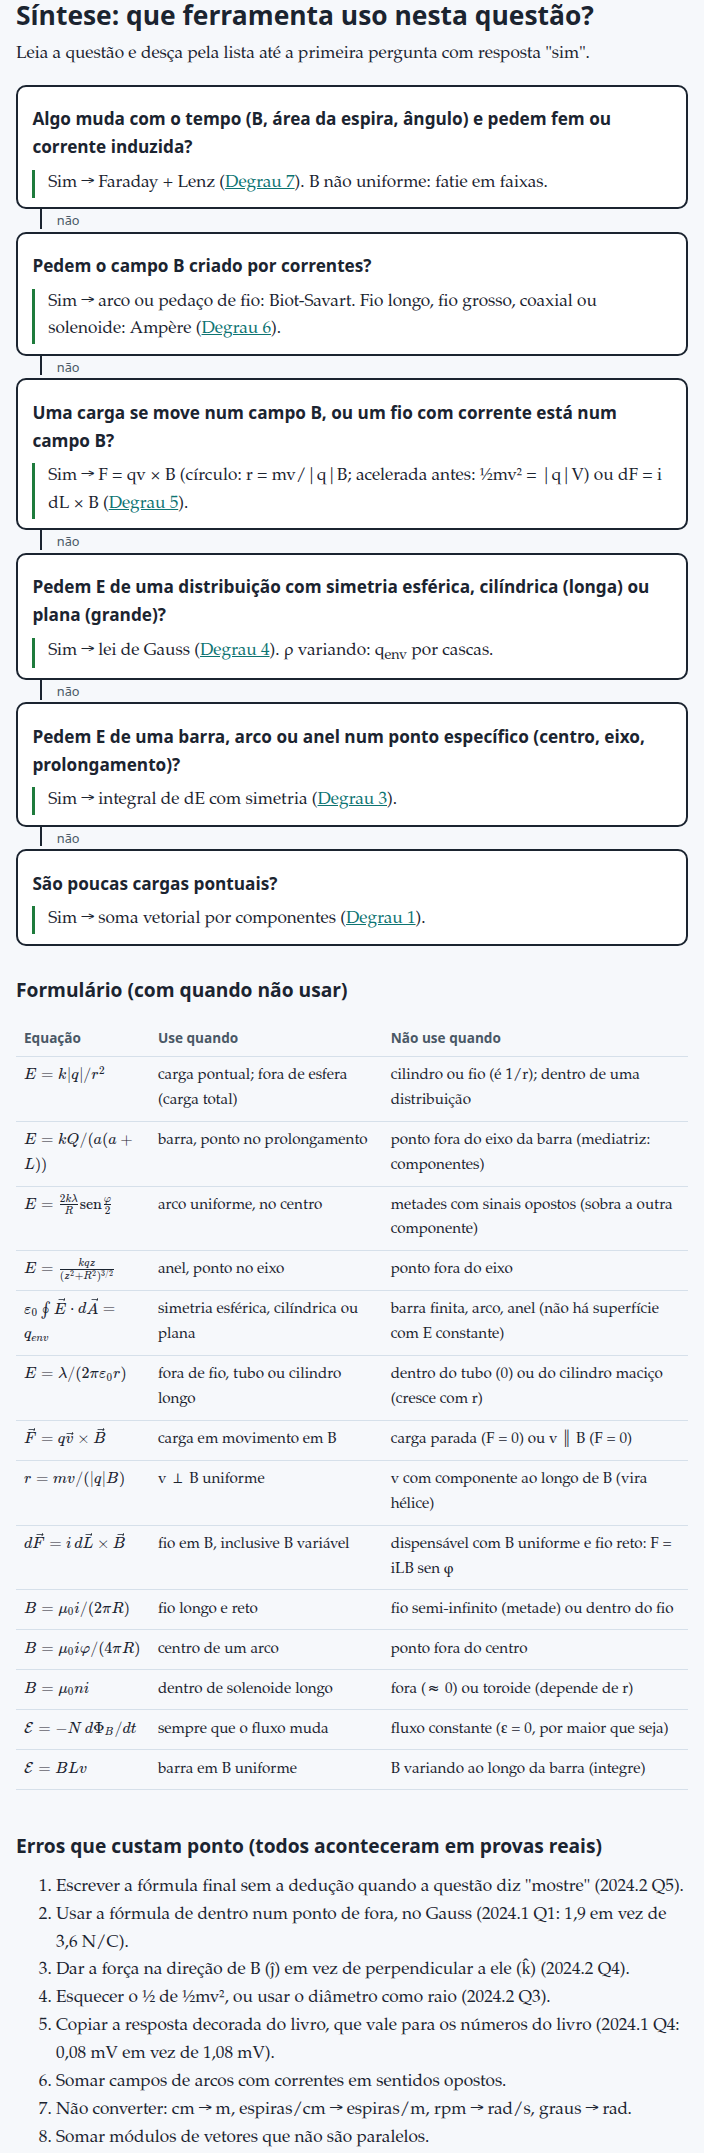 Síntese: que ferramenta uso nesta questão?
Leia a questão e desça pela lista até a primeira pergunta com resposta "sim".
Algo muda com o tempo (B, área da espira, ângulo) e pedem fem ou
corrente induzida?
Sim → Faraday + Lenz (Degrau 7). B não uniforme: fatie em faixas.
não
Pedem o campo B criado por correntes?
Sim → arco ou pedaço de fio: Biot-Savart. Fio longo, fio grosso, coaxial ou
solenoide: Ampère (Degrau 6).
não
Uma carga se move num campo B, ou um fio com corrente está num
campo B?
Sim → F = qv × B (círculo: r = mv/|q|B; acelerada antes: ½mv² = |q|V) ou dF = i
dL × B (Degrau 5).
não
Pedem E de uma distribuição com simetria esférica, cilíndrica (longa) ou
plana (grande)?
Sim → lei de Gauss (Degrau 4). ρ variando: q_env por cascas.
não
Pedem E de uma barra, arco ou anel num ponto específico (centro, eixo,
prolongamento)?
Sim → integral de dE com simetria (Degrau 3).
não
São poucas cargas pontuais?
Sim → soma vetorial por componentes (Degrau 1).
Formulário (com quando não usar)
Equação Use quando Não use quando
E = k|q|/r² carga pontual; fora de esfera cilindro ou fio (é 1/r); dentro de uma
(carga total) distribuição
E = kQ/(a(a + barra, ponto no prolongamento ponto fora do eixo da barra (mediatriz:
L)) componentes)
E = 2kλ/R sen φ/2 arco uniforme, no centro metades com sinais opostos (sobra a outra
componente)
E = kqz/(z²+R²)^{3/2} anel, ponto no eixo ponto fora do eixo
ε₀ ∮ E⃗ · dA⃗ = simetria esférica, cilíndrica ou barra finita, arco, anel (não há superfície
q_env plana com E constante)
E = λ/(2πε₀r) fora de fio, tubo ou cilindro dentro do tubo (0) ou do cilindro maciço
longo (cresce com r)
F⃗ = qv⃗ × B⃗ carga em movimento em B carga parada (F = 0) ou v ∥ B (F = 0)
r = mv/(|q|B) v ⊥ B uniforme v com componente ao longo de B (vira
hélice)
dF⃗ = i dL⃗ × B⃗ fio em B, inclusive B variável dispensável com B uniforme e fio reto: F =
iLB sen φ
B = μ₀i/(2πR) fio longo e reto fio semi-infinito (metade) ou dentro do fio
B = μ₀iφ/(4πR) centro de um arco ponto fora do centro
B = μ₀ni dentro de solenoide longo fora (≈ 0) ou toroide (depende de r)
ℰ = −N dΦ_B/dt sempre que o fluxo muda fluxo constante (ε = 0, por maior que seja)
ℰ = BLv barra em B uniforme B variando ao longo da barra (integre)
Erros que custam ponto (todos aconteceram em provas reais)
1. Escrever a fórmula final sem a dedução quando a questão diz "mostre" (2024.2 Q5).
2. Usar a fórmula de dentro num ponto de fora, no Gauss (2024.1 Q1: 1,9 em vez de
3,6 N/C).
3. Dar a força na direção de B (ĵ) em vez de perpendicular a ele (k̂) (2024.2 Q4).
4. Esquecer o ½ de ½mv², ou usar o diâmetro como raio (2024.2 Q3).
5. Copiar a resposta decorada do livro, que vale para os números do livro (2024.1 Q4:
0,08 mV em vez de 1,08 mV).
6. Somar campos de arcos com correntes em sentidos opostos.
7. Não converter: cm → m, espiras/cm → espiras/m, rpm → rad/s, graus → rad.
8. Somar módulos de vetores que não são paralelos.